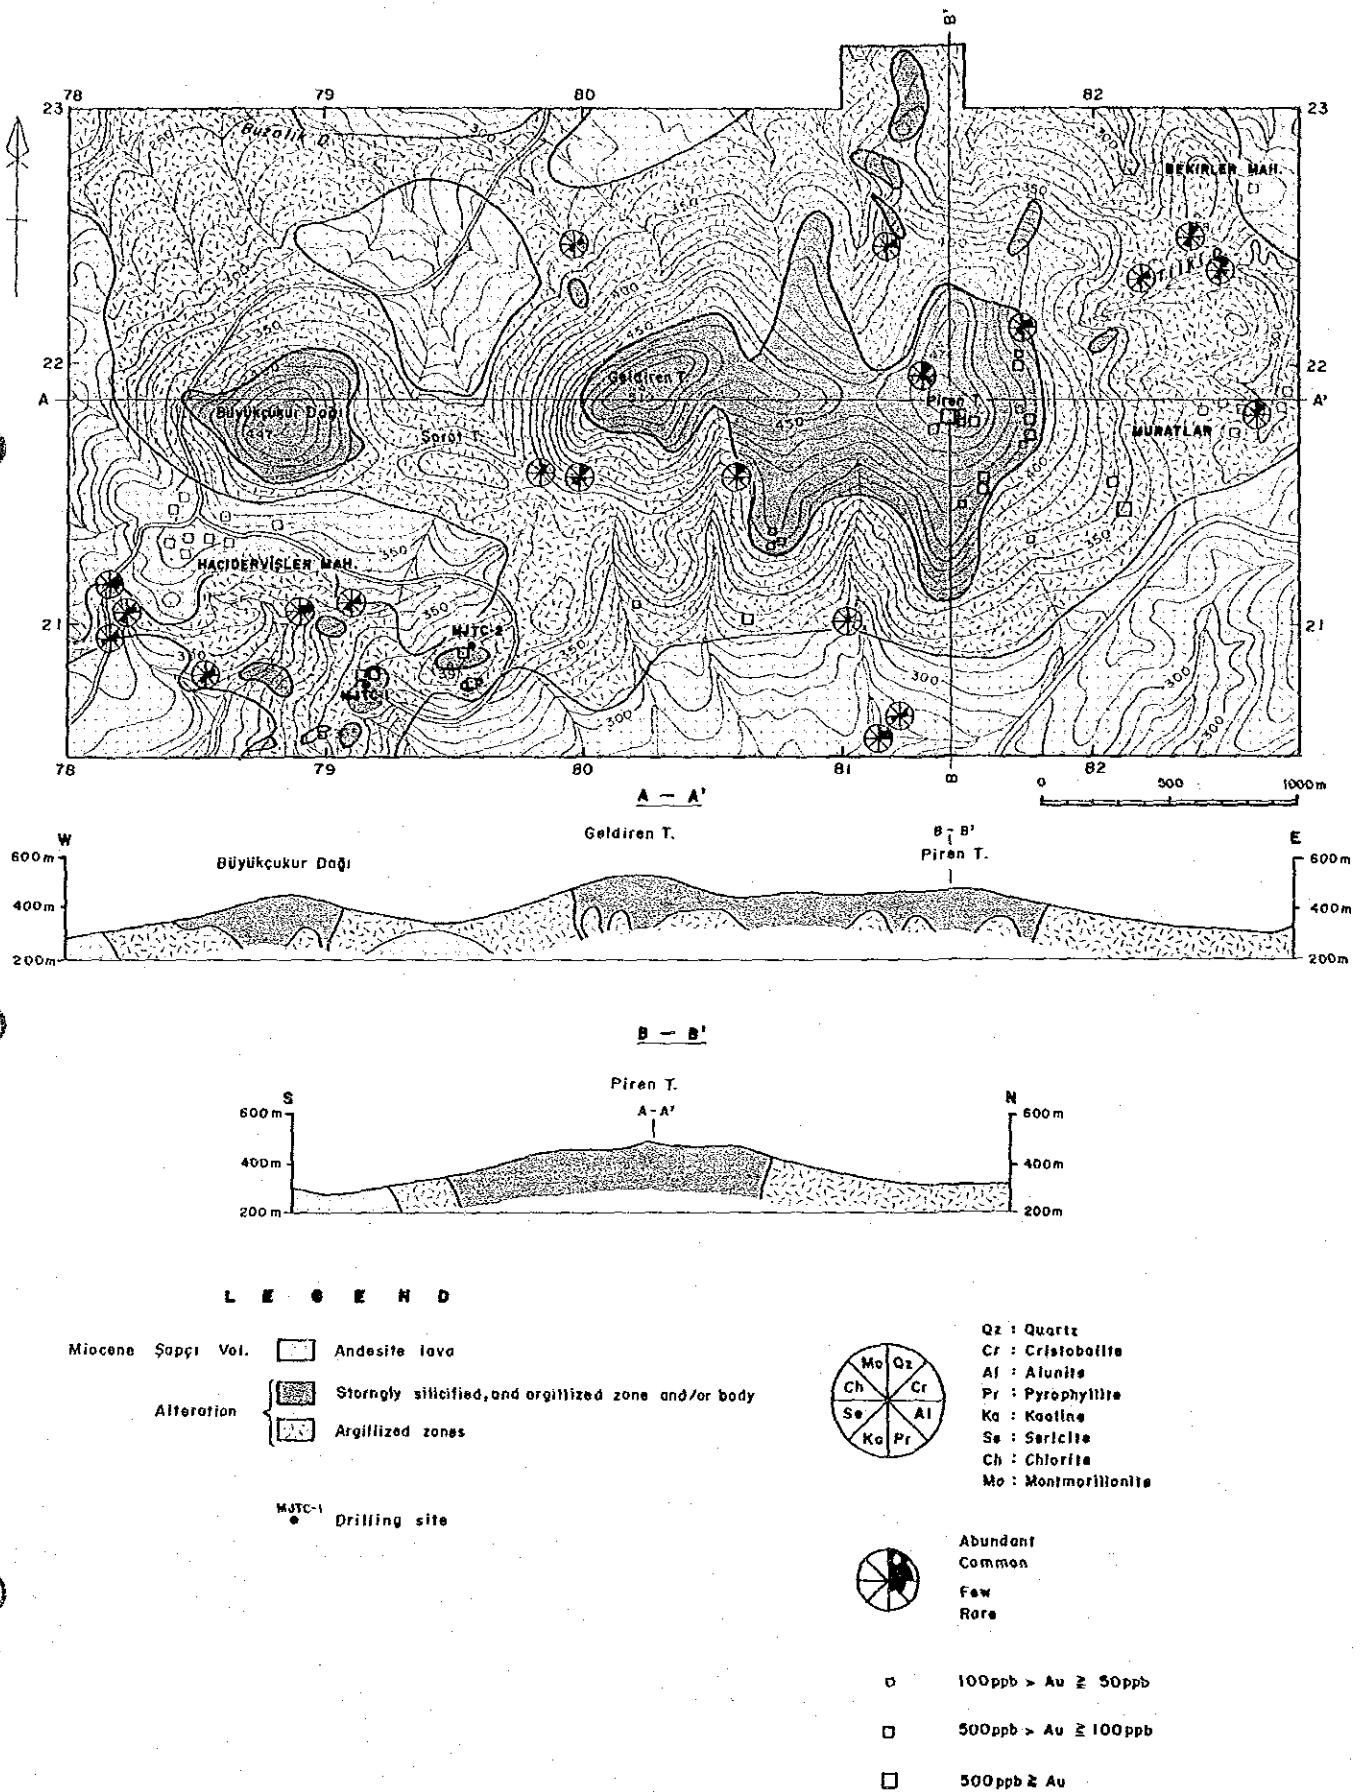 B'
78
79
80
82
23
23
Buzalik D.
300
BEKIRLER MAH.
350
350
300
400
450
350
22
22
Geldiren T.
A
A'
Büyükçukur Dağı
447
Sarot T.
Piren T.
450
MURATLAR
400
350
350
HACIDERVİŞLER MAH.
350
21
21
MJTC-2
350
MJTC-1
300
300
300
78
79
80
81
B
82
A - A'
0 500 1000m
W
Geldiren T.
B - B'
E
600m
Büyükçukur Dağı
Piren T.
600m
400m
400m
200m
200m
B - B'
Piren T.
S
A-A'
N
600m
600m
400m
400m
200m
200m
L E G E N D
Miocene Şapçı Vol.
Andesite lava
Alteration
Storngly silicified, and argillized zone and/or body
Argillized zones
MJTC-1
Drilling site
Mo Qz
Ch Cr
Se Al
Ka Pr
Qz : Quartz
Cr : Cristobalite
Al : Alunite
Pr : Pyrophyllite
Ka : Kaoline
Se : Sericite
Ch : Chlorite
Mo : Montmorillonite
Abundant
Common
Few
Rare
100ppb > Au ≧ 50ppb
500ppb > Au ≧ 100ppb
500ppb ≧ Au